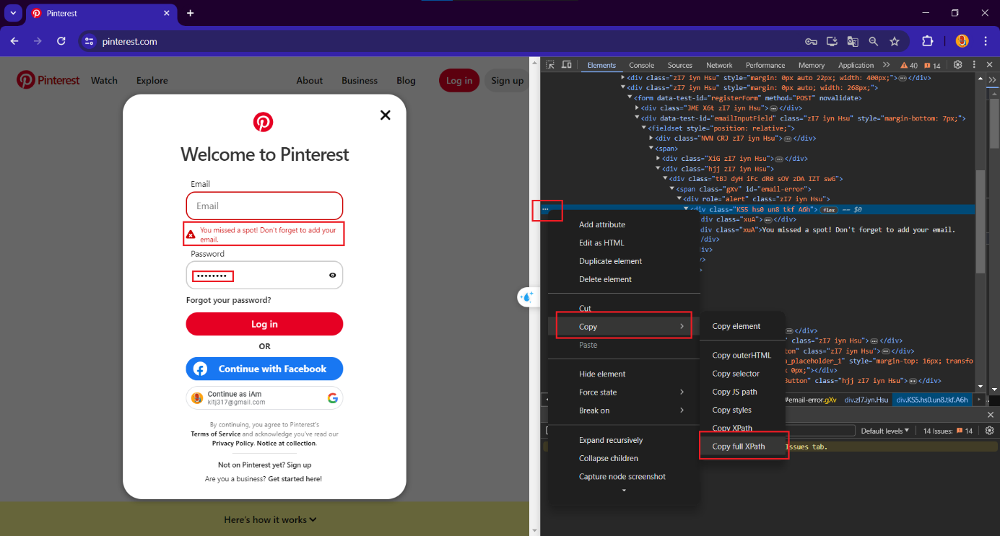 Pinterest
pinterest.com
Pinterest
Watch
Explore
About
Business
Blog
Log in
Sign up
Welcome to Pinterest
Email
Email
You missed a spot! Don't forget to add your
email.
Password
••••••••
Forgot your password?
Log in
OR
Continue with Facebook
Continue as iAm
kitj317@gmail.com
By continuing, you agree to Pinterest's
Terms of Service and acknowledge you've read our
Privacy Policy. Notice at collection.
Not on Pinterest yet? Sign up
Are you a business? Get started here!
Here's how it works
Elements
Console
Sources
Network
Performance
Memory
Application
40
14
<div class="zI7 iyn Hsu" style="margin: 0px auto 22px; width: 400px;"></div>
<div class="zI7 iyn Hsu" style="margin: 0px auto; width: 268px;">
<form data-test-id="registerForm" method="POST" novalidate>
<div class="JME X6t zI7 iyn Hsu"></div>
<div data-test-id="emailInputField" class="zI7 iyn Hsu" style="margin-bottom: 7px;">
<fieldset style="position: relative;">
<div class="NVN CRJ zI7 iyn Hsu"></div>
<span>
<div class="XiG zI7 iyn Hsu"></div>
<div class="hjj zI7 iyn Hsu">
<div class="tBJ dyH iFc dR0 sOY zDA IZT swG">
<span class="gXv" id="email-error">
<div role="alert" class="zI7 iyn Hsu">
<div class="KS5 hs0 un8 tkf A6h"> flex == $0
div class="xuA"></div>
div class="xuA">You missed a spot! Don't forget to add your email.
/div>
div>
>
Add attribute
Edit as HTML
Duplicate element
Delete element
Cut
Copy
Paste
Hide element
Force state
Break on
Expand recursively
Collapse children
Capture node screenshot
Copy element
Copy outerHTML
Copy selector
Copy JS path
Copy styles
Copy XPath
Copy full XPath
></div>
" class="zI7 iyn Hsu"></div>
ton" class="zI7 iyn Hsu"></div>
a_placeholder_1" style="margin-top: 16px; transfo
x 0px;"></div>
Button" class="hjj zI7 iyn Hsu"></div>
#email-error.gXv
div.zI7.iyn.Hsu
div.KS5.hs0.un8.tkf.A6h
Default levels
14 Issues:
14
Issues tab.